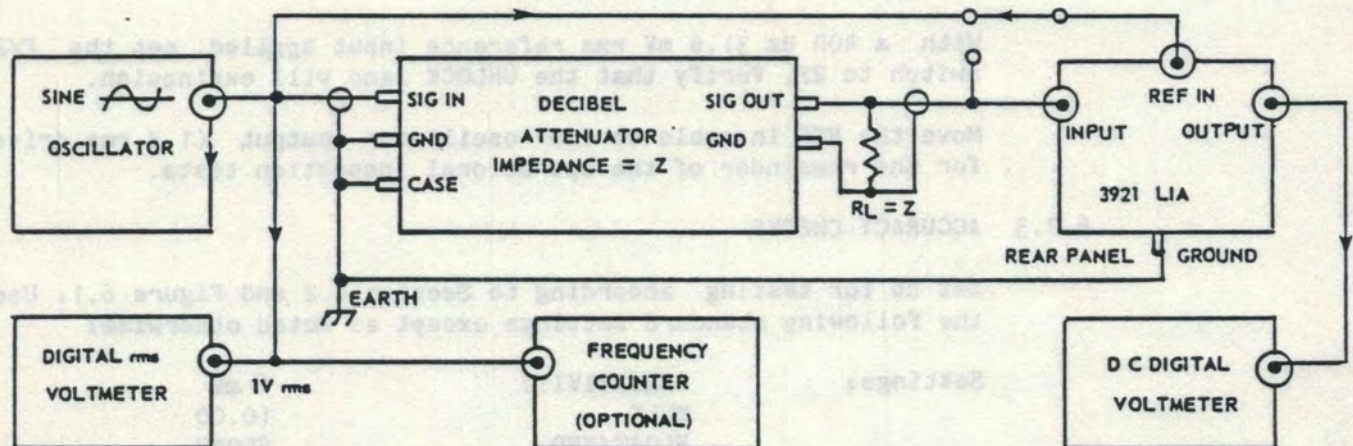 SINE
OSCILLATOR
SIG IN
GND
CASE
DECIBEL
ATTENUATOR
IMPEDANCE = Z
SIG OUT
GND
RL = Z
INPUT
REF IN
OUTPUT
3921 LIA
REAR PANEL
GROUND
EARTH
DIGITAL rms
VOLTMETER
1V rms
FREQUENCY
COUNTER
(OPTIONAL)
D C DIGITAL
VOLTMETER